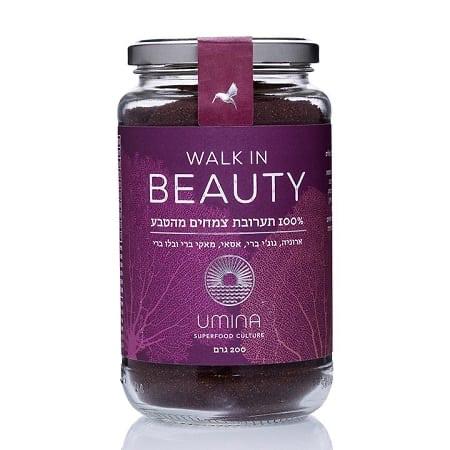 WALK IN
BEAUTY
100% תערובת צמחים מהטבע
ארוניה, גוג'י ברי, אסאי, מאקי ברי ובלו ברי
UMINA
SUPERFOOD CULTURE
200 גרם